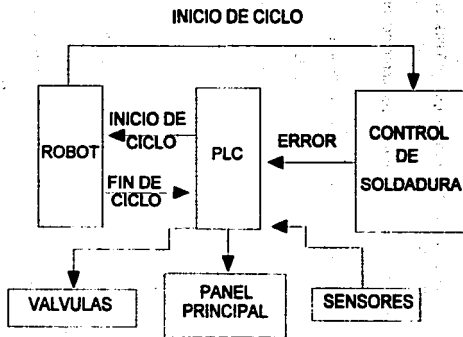 INICIO DE CICLO
INICIO DE
CICLO
ROBOT
PLC
ERROR
CONTROL
DE
SOLDADURA
FIN DE
CICLO
VALVULAS
PANEL
PRINCIPAL
SENSORES